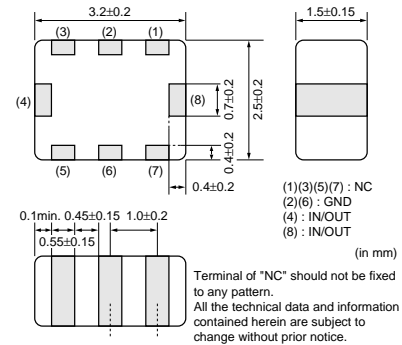 3.2±0.2
1.5±0.15
(3)
(2)
(1)
(4)
(8)
0.7±0.2
2.5±0.2
0.4±0.2
(5)
(6)
(7)
0.4±0.2
(1)(3)(5)(7) : NC
(2)(6) : GND
(4) : IN/OUT
(8) : IN/OUT
0.1min. 0.45±0.15 1.0±0.2
0.55±0.15
(in mm)
Terminal of "NC" should not be fixed
to any pattern.
All the technical data and information
contained herein are subject to
change without prior notice.